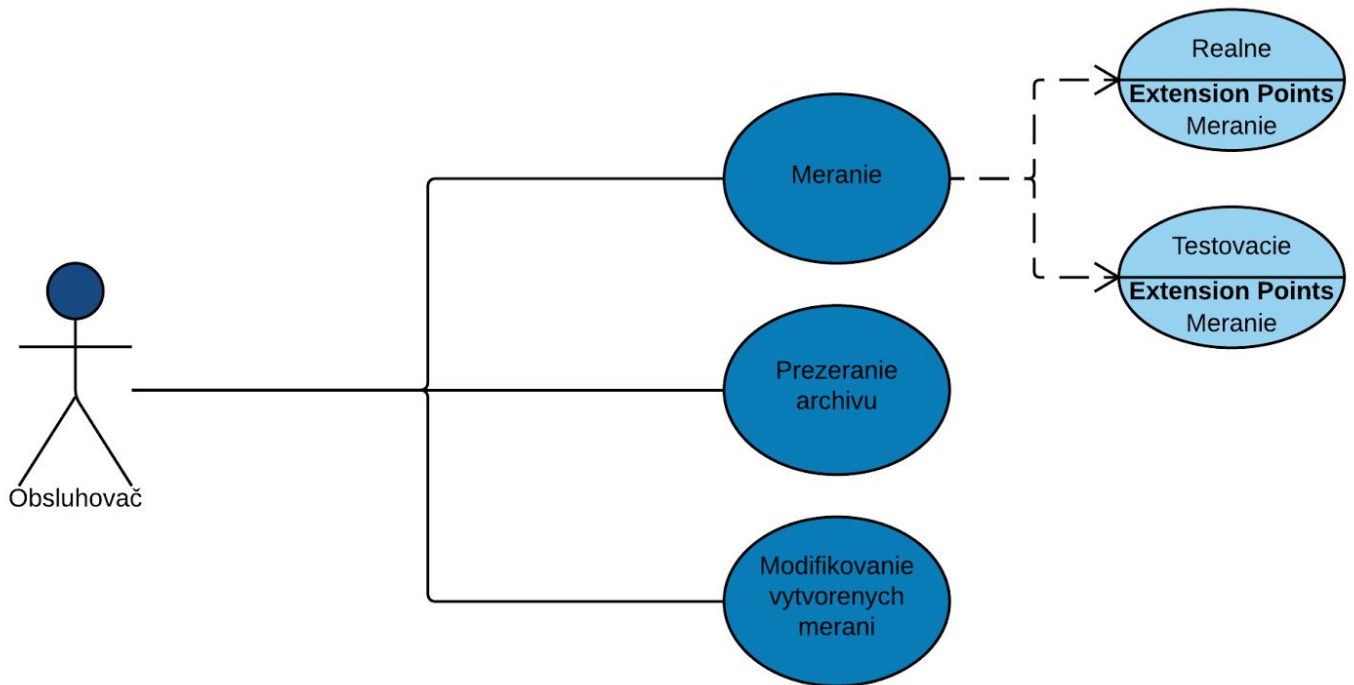 Realne
Extension Points
Meranie
Meranie
Testovacie
Extension Points
Meranie
Prezeranie
archivu
Obsluhovač
Modifikovanie
vytvorenych
merani